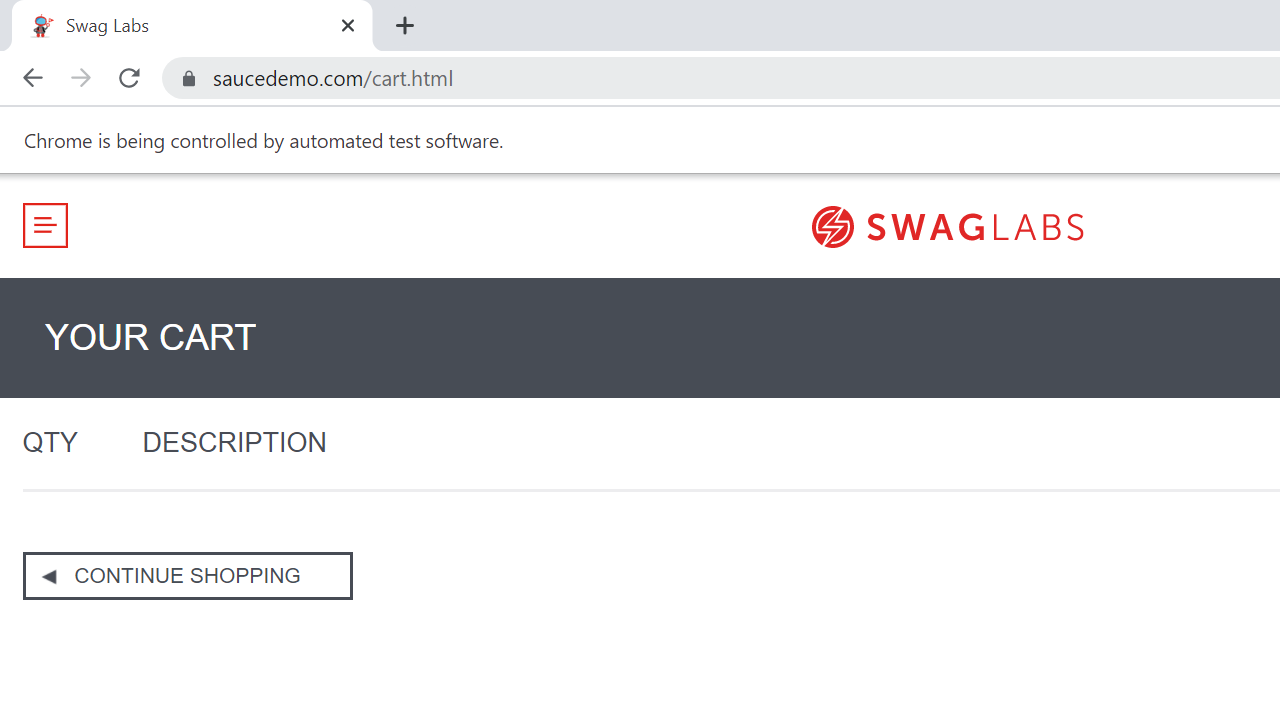 Swag Labs
saucedemo.com/cart.html
Chrome is being controlled by automated test software.
SWAGLABS
YOUR CART
QTY DESCRIPTION
CONTINUE SHOPPING